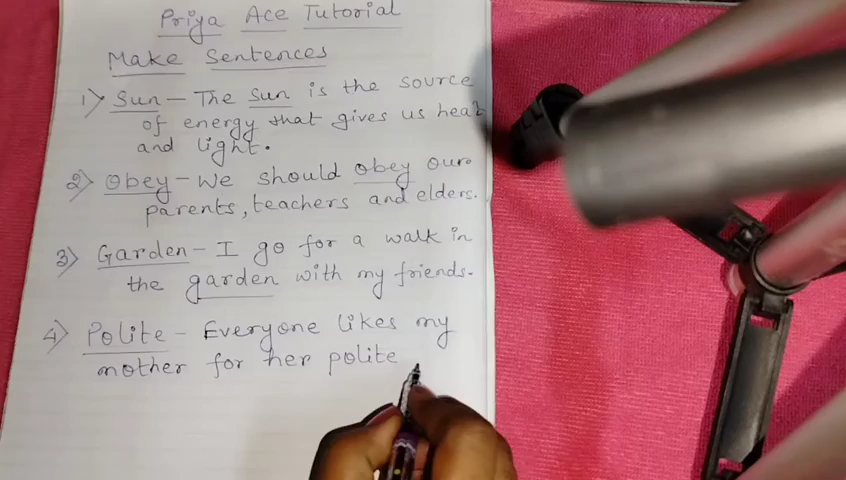 Priya Ace Tutorial
Make Sentences
1) Sun - The sun is the source
of energy that gives us heat
and light.
2) Obey - We should obey our
parents, teachers and elders.
3) Garden - I go for a walk in
the garden with my friends.
4) Polite - Everyone likes my
mother for her polite